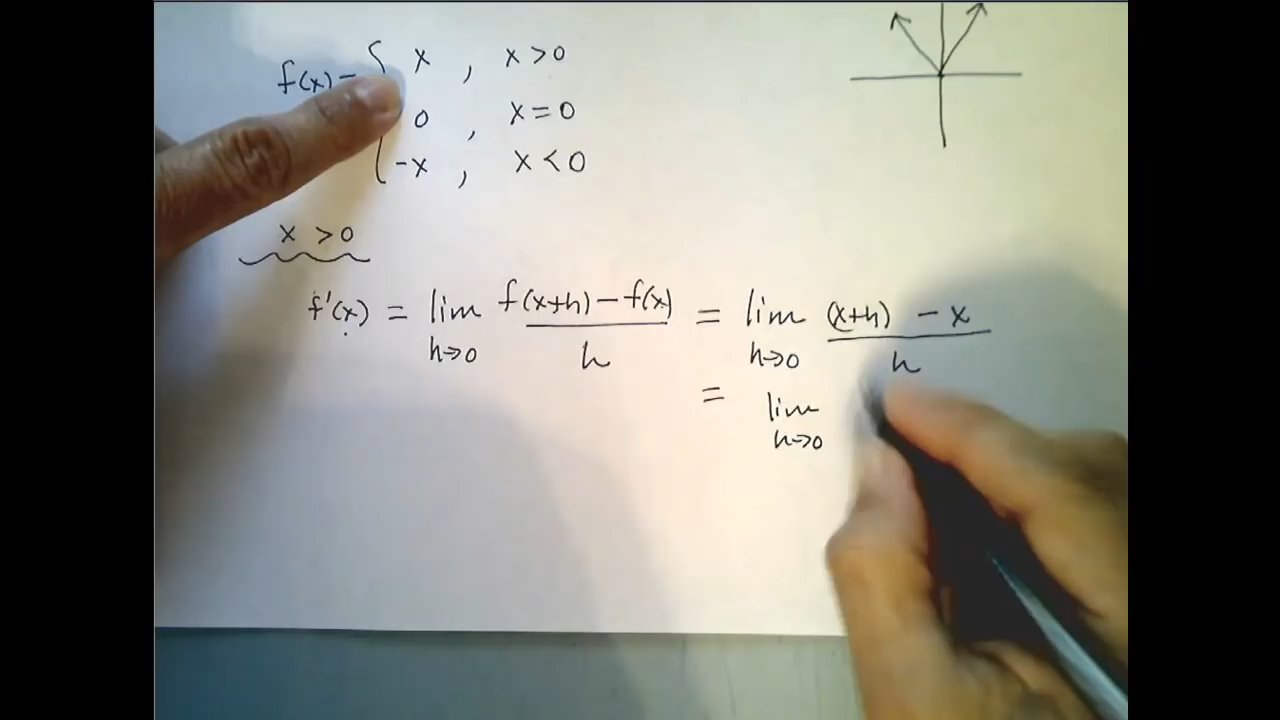 f(x) = { x , x > 0
0 , x = 0
-x , x < 0
x > 0
f'(x) = lim h→0 f(x+h) - f(x) / h = lim h→0 (x+h) - x / h
= lim h→0